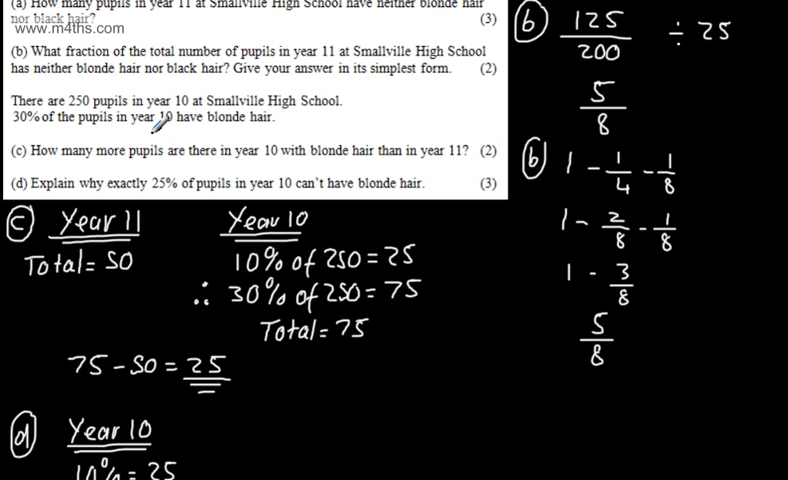 (a) How many pupils in year 11 at Smallville High School have neither blonde hair
nor black hair? (3)
www.m4ths.com
(b) What fraction of the total number of pupils in year 11 at Smallville High School
has neither blonde hair nor black hair? Give your answer in its simplest form. (2)
There are 250 pupils in year 10 at Smallville High School.
30% of the pupils in year 10 have blonde hair.
(c) How many more pupils are there in year 10 with blonde hair than in year 11? (2)
(d) Explain why exactly 25% of pupils in year 10 can't have blonde hair. (3)
(b) 125/200 ÷ 25
5/8
(b) 1 - 1/4 - 1/8
1 - 2/8 - 1/8
1 - 3/8
5/8
(c) Year 11
Total = 50
Year 10
10% of 250 = 25
∴ 30% of 250 = 75
Total = 75
75 - 50 = 25
(d) Year 10
10% = 25